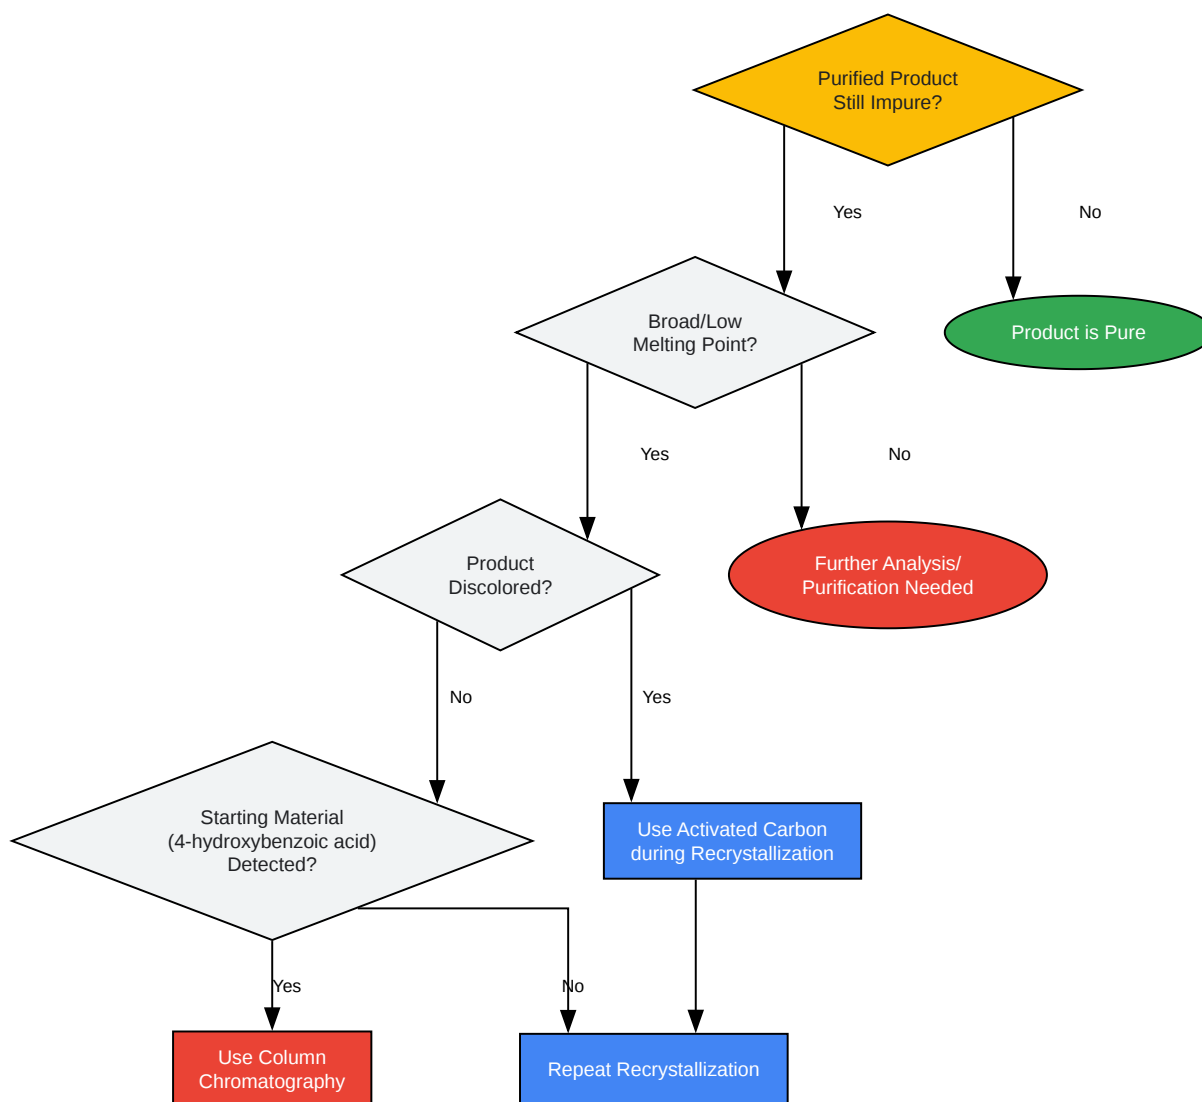 Purified Product
Still Impure?
Yes
No
Broad/Low
Melting Point?
Product is Pure
Yes
No
Product
Discolored?
Further Analysis/
Purification Needed
No
Yes
Starting Material
(4-hydroxybenzoic acid)
Detected?
Use Activated Carbon
during Recrystallization
Yes
No
Use Column
Chromatography
Repeat Recrystallization